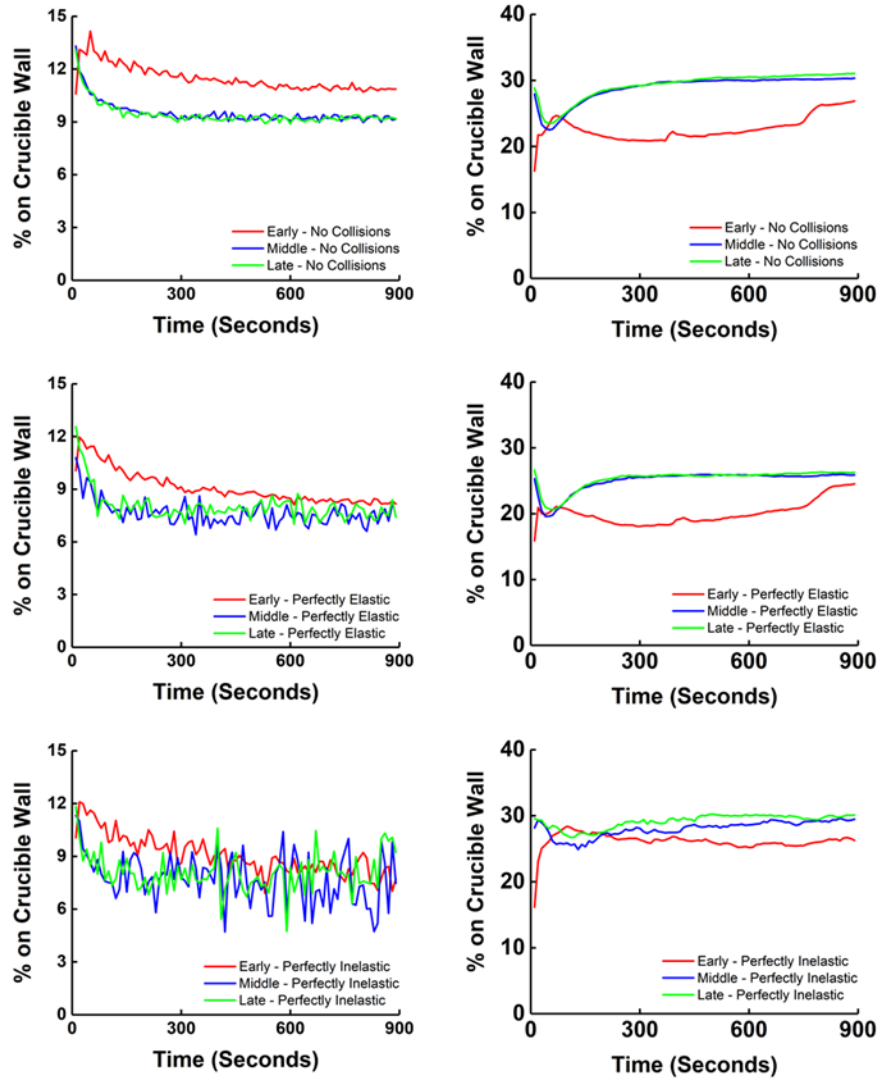 % on Crucible Wall
15
12
9
6
3
0
Early - No Collisions
Middle - No Collisions
Late - No Collisions
0 300 600 900
Time (Seconds)
% on Crucible Wall
40
30
20
10
0
Early - No Collisions
Middle - No Collisions
Late - No Collisions
0 300 600 900
Time (Seconds)
% on Crucible Wall
15
12
9
6
3
0
Early - Perfectly Elastic
Middle - Perfectly Elastic
Late - Perfectly Elastic
0 300 600 900
Time (Seconds)
% on Crucible Wall
40
30
20
10
0
Early - Perfectly Elastic
Middle - Perfectly Elastic
Late - Perfectly Elastic
0 300 600 900
Time (Seconds)
% on Crucible Wall
15
12
9
6
3
0
Early - Perfectly Inelastic
Middle - Perfectly Inelastic
Late - Perfectly Inelastic
0 300 600 900
Time (Seconds)
% on Crucible Wall
40
30
20
10
0
Early - Perfectly Inelastic
Middle - Perfectly Inelastic
Late - Perfectly Inelastic
0 300 600 900
Time (Seconds)